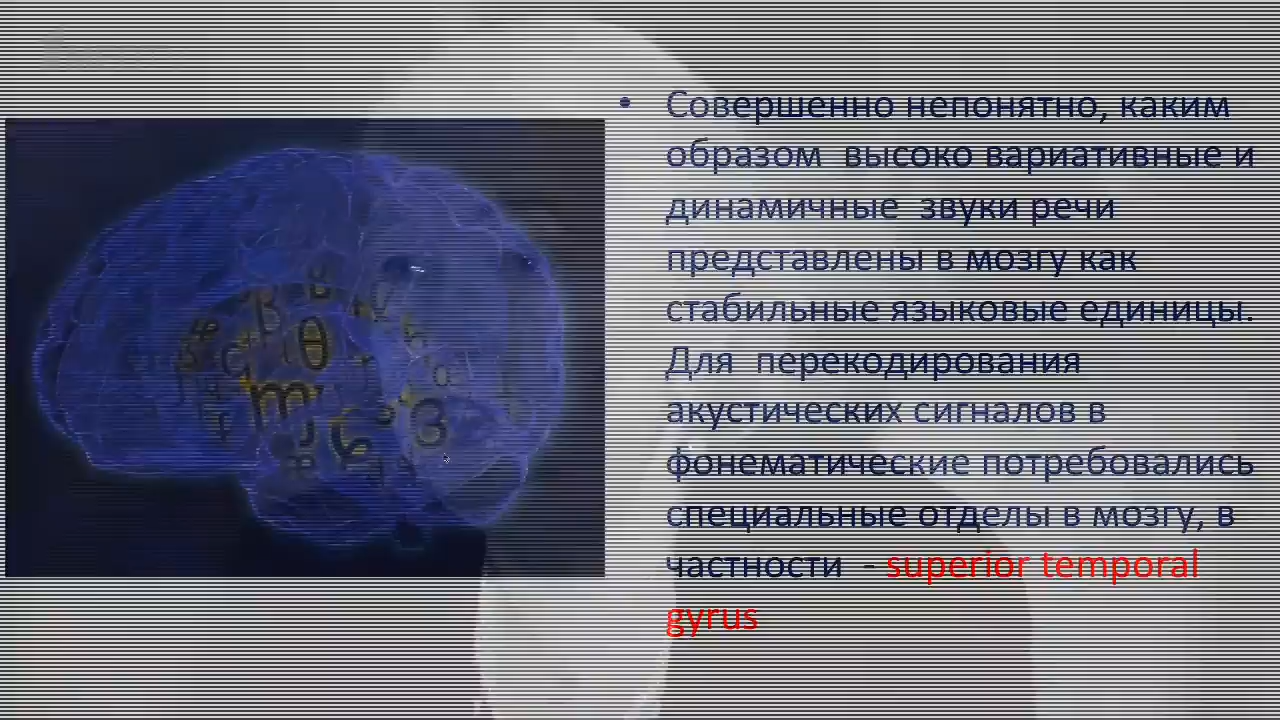 • Совершенно непонятно, каким
образом высоко вариативные и
динамичные звуки речи
представлены в мозгу как
стабильные языковые единицы.
Для перекодирования
акустических сигналов в
фонематические потребовались
специальные отделы в мозгу, в
частности - superior temporal
gyrus